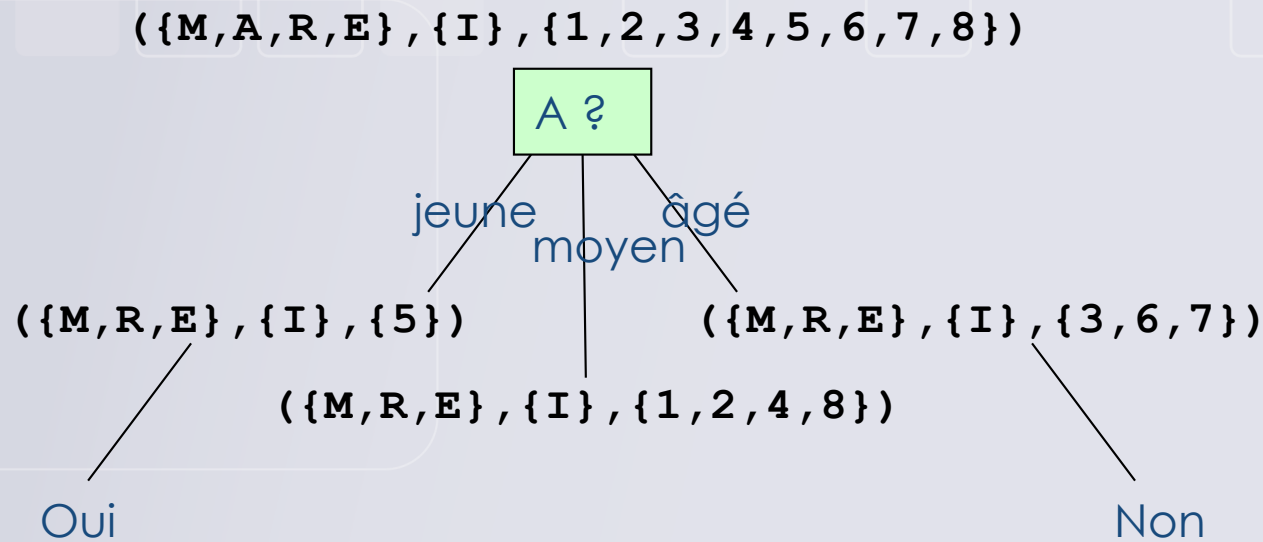 ({M,A,R,E},{I},{1,2,3,4,5,6,7,8})
A ?
jeune
âgé
moyen
({M,R,E},{I},{5})
({M,R,E},{I},{3,6,7})
({M,R,E},{I},{1,2,4,8})
Oui
Non